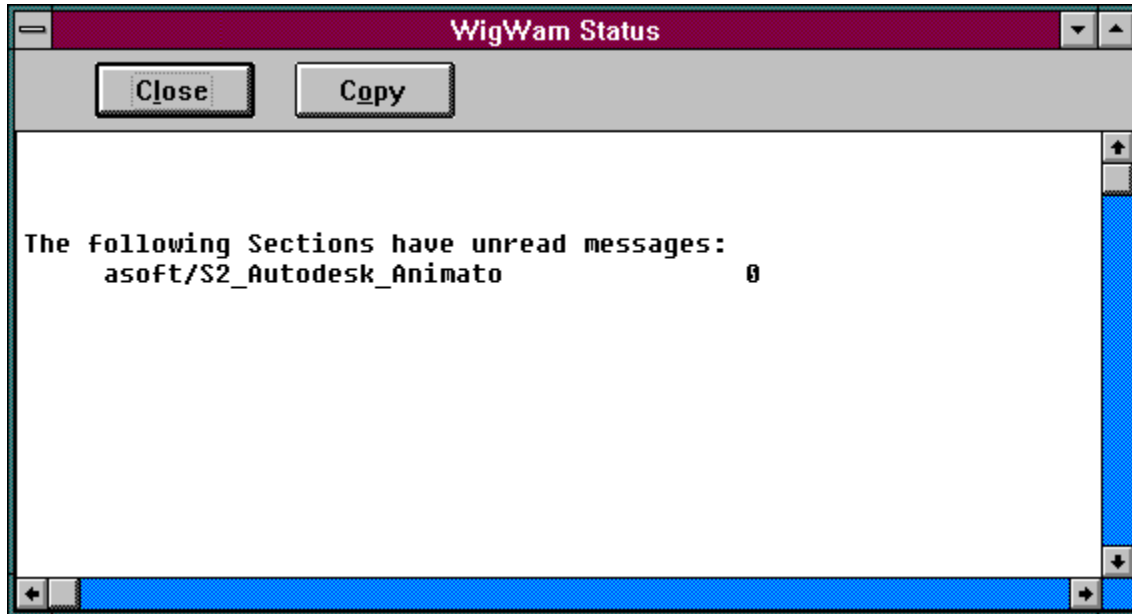 WigWam Status
Close Copy
The following Sections have unread messages:
asoft/S2_Autodesk_Animato 0